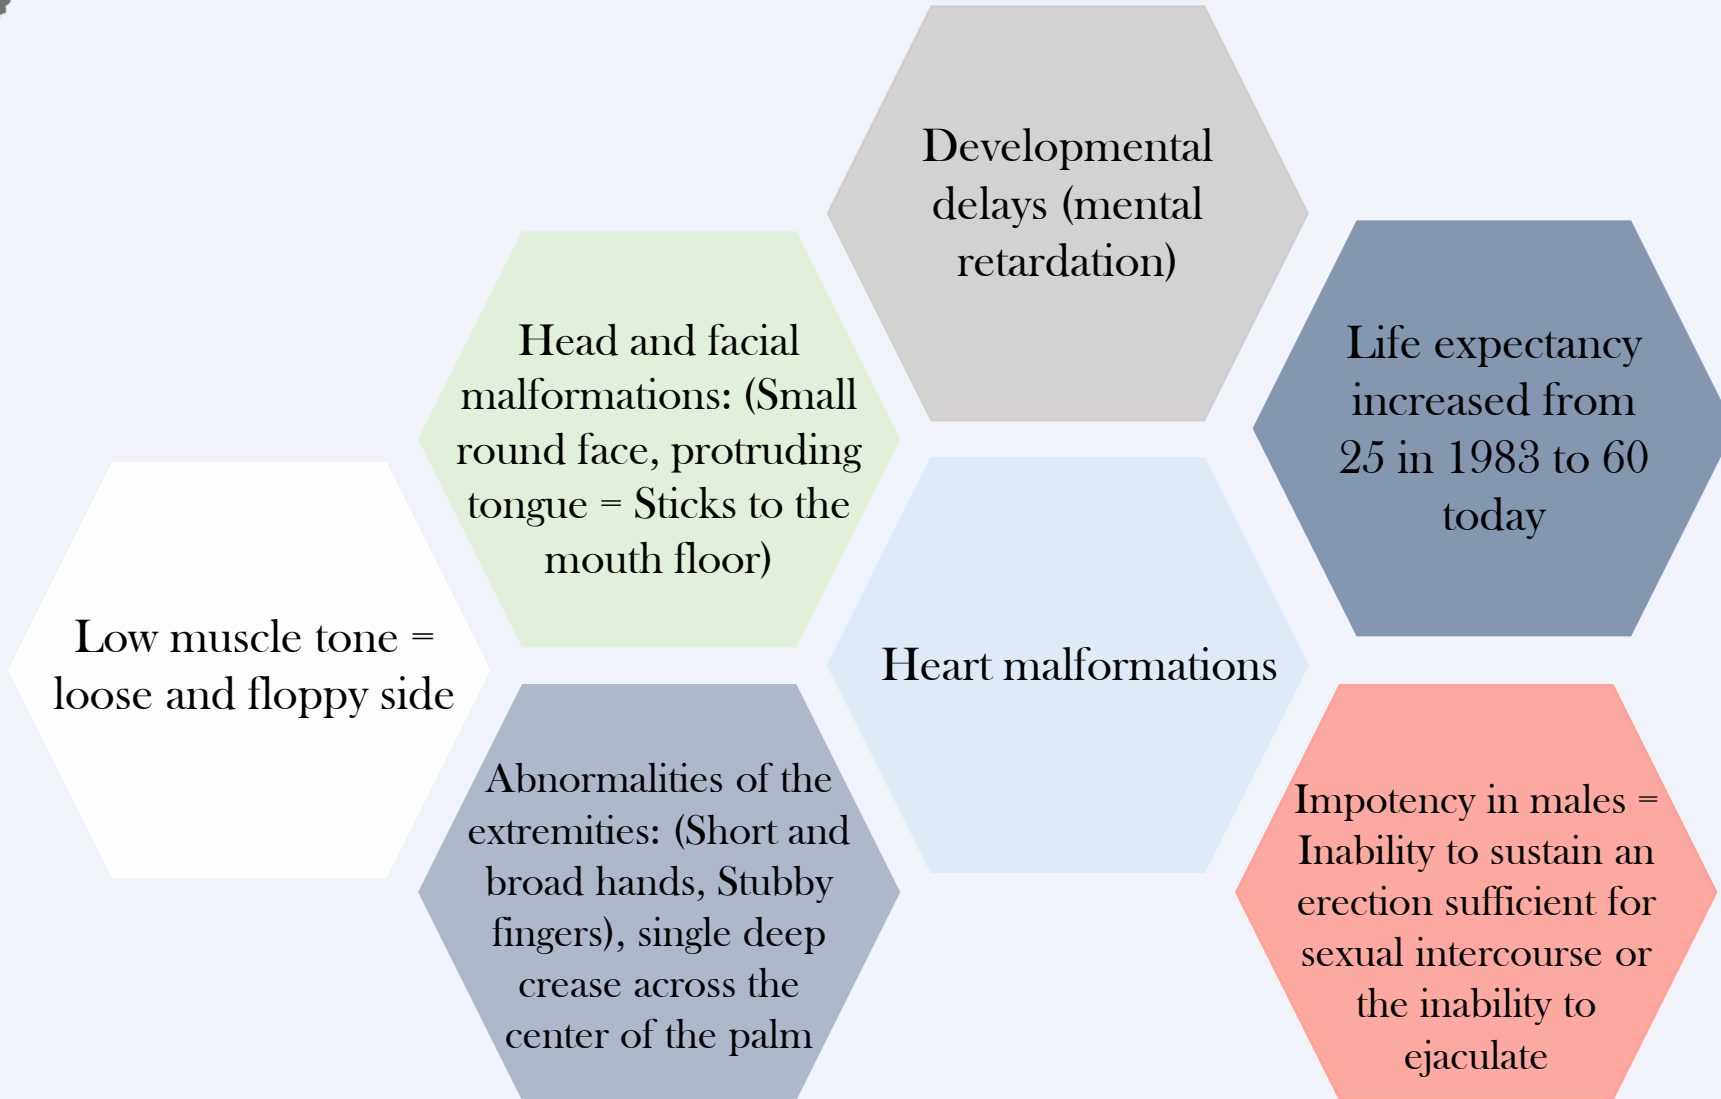 Developmental
delays (mental
retardation)
Head and facial
malformations: (Small
round face, protruding
tongue = Sticks to the
mouth floor)
Life expectancy
increased from
25 in 1983 to 60
today
Low muscle tone =
loose and floppy side
Heart malformations
Abnormalities of the
extremities: (Short and
broad hands, Stubby
fingers), single deep
crease across the
center of the palm
Impotency in males =
Inability to sustain an
erection sufficient for
sexual intercourse or
the inability to
ejaculate